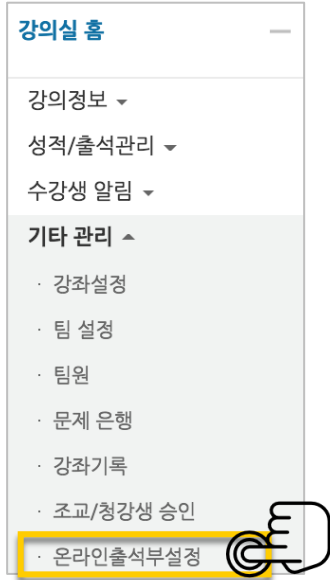 강의실 홈
강의정보
성적/출석관리
수강생 알림
기타 관리
· 강좌설정
· 팀 설정
· 팀원
· 문제 은행
· 강좌기록
· 조교/청강생 승인
· 온라인출석부설정